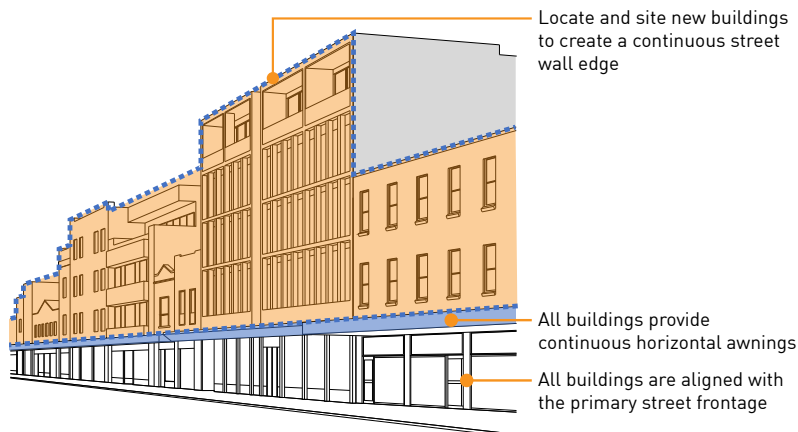 Locate and site new buildings
to create a continuous street
wall edge
All buildings provide
continuous horizontal awnings
All buildings are aligned with
the primary street frontage